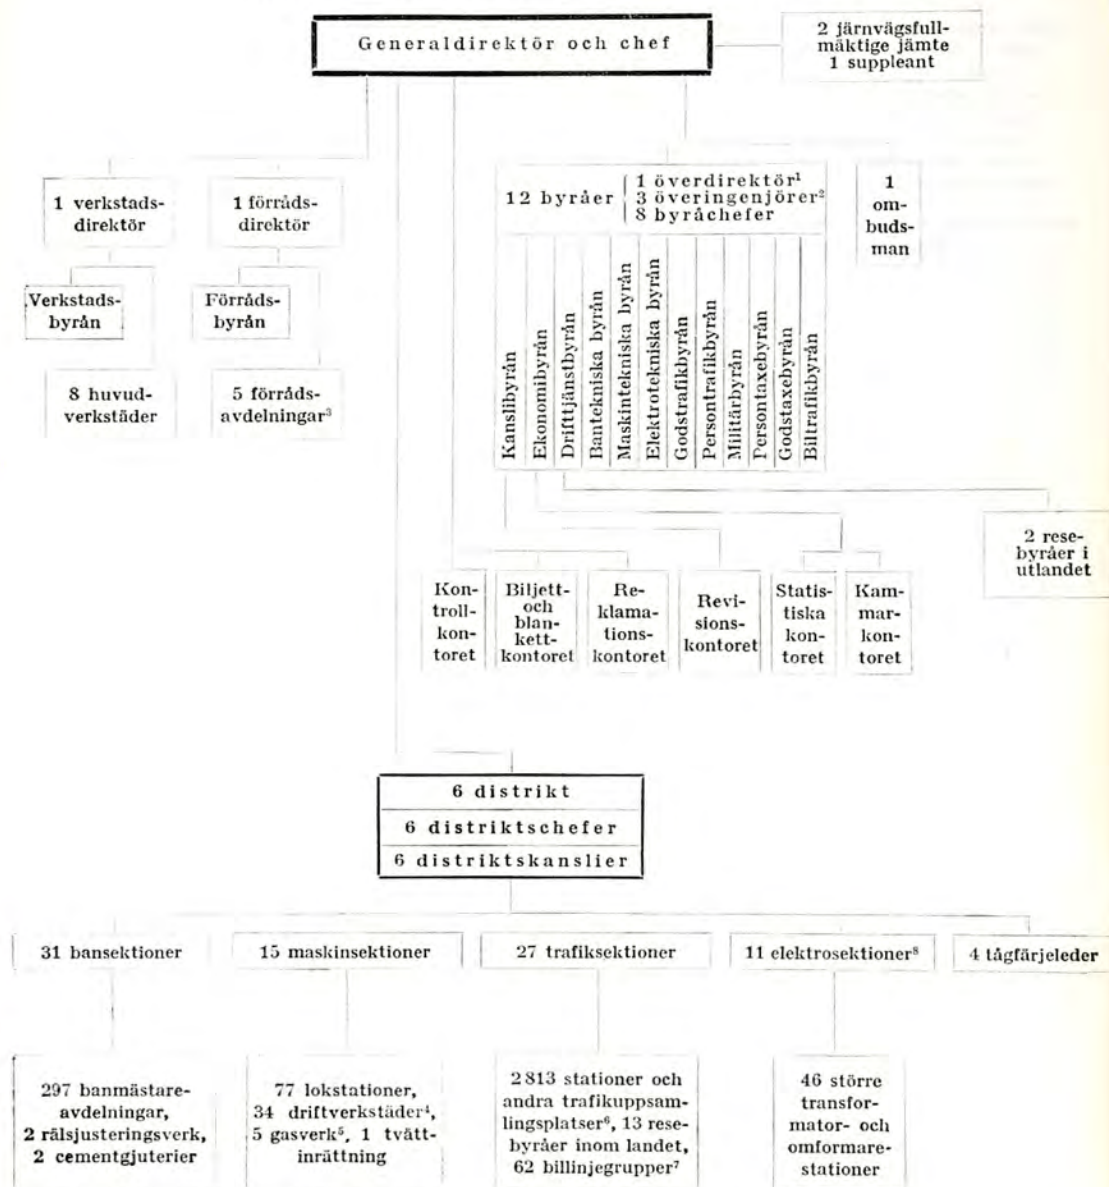 Generaldirektör och chef
2 järnvägsfull-
mäktige jämte
1 suppleant
1 verkstads-
direktör
1 förråds-
direktör
12 byråer
1 överdirektör¹
3 överingenjörer²
8 byråchefer
1
om-
buds-
man
Verkstads-
byrån
Förråds-
byrån
8 huvud-
verkstäder
5 förråds-
avdelningar³
Kanslibyrån
Ekonomibyrån
Drifttjänstbyrån
Bantekniska byrån
Maskintekniska byrån
Elektrotekniska byrån
Godstrafikbyrån
Persontrafikbyrån
Militärbyrån
Persontaxebyrån
Godstaxebyrån
Biltrafikbyrån
2 rese-
byråer i
utlandet
Kon-
troll-
kon-
toret
Biljett-
och
blan-
kett-
kontoret
Re-
klama-
tions-
kontoret
Revi-
sions-
kontoret
Statis-
tiska
kon-
toret
Kam-
mar-
kon-
toret
6 distrikt
6 distriktschefer
6 distriktskanslier
31 bansektioner
15 maskinsektioner
27 trafiksektioner
11 elektrosektioner⁸
4 tågfärjeleder
297 banmästare-
avdelningar,
2 rälsjusteringsverk,
2 cementgjuterier
77 lokstationer,
34 driftverkstäder⁴,
5 gasverk⁵, 1 tvätt-
inrättning
2 813 stationer och
andra trafikuppsam-
lingsplatser⁶, 13 rese-
byråer inom landet,
62 billinjegrupper⁷
46 större
transfor-
mator- och
omformare-
stationer